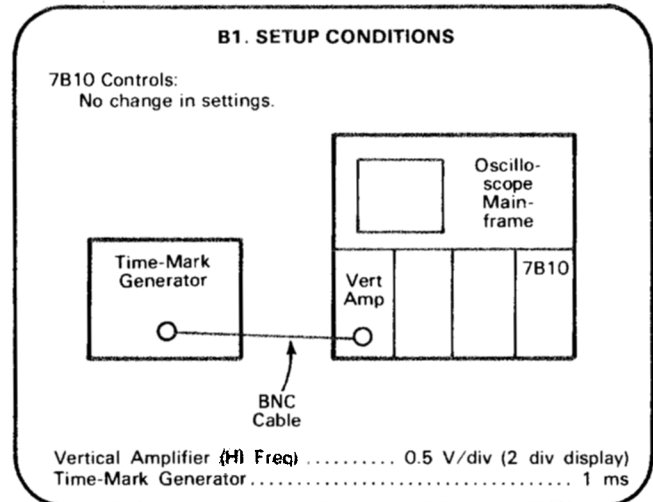 B1. SETUP CONDITIONS
7B10 Controls:
No change in settings.
Oscillo-
scope
Main-
frame
Time-Mark
Generator
Vert
Amp
7B10
BNC
Cable
Vertical Amplifier (Hi Freq) .......... 0.5 V/div (2 div display)
Time-Mark Generator .................................... 1 ms